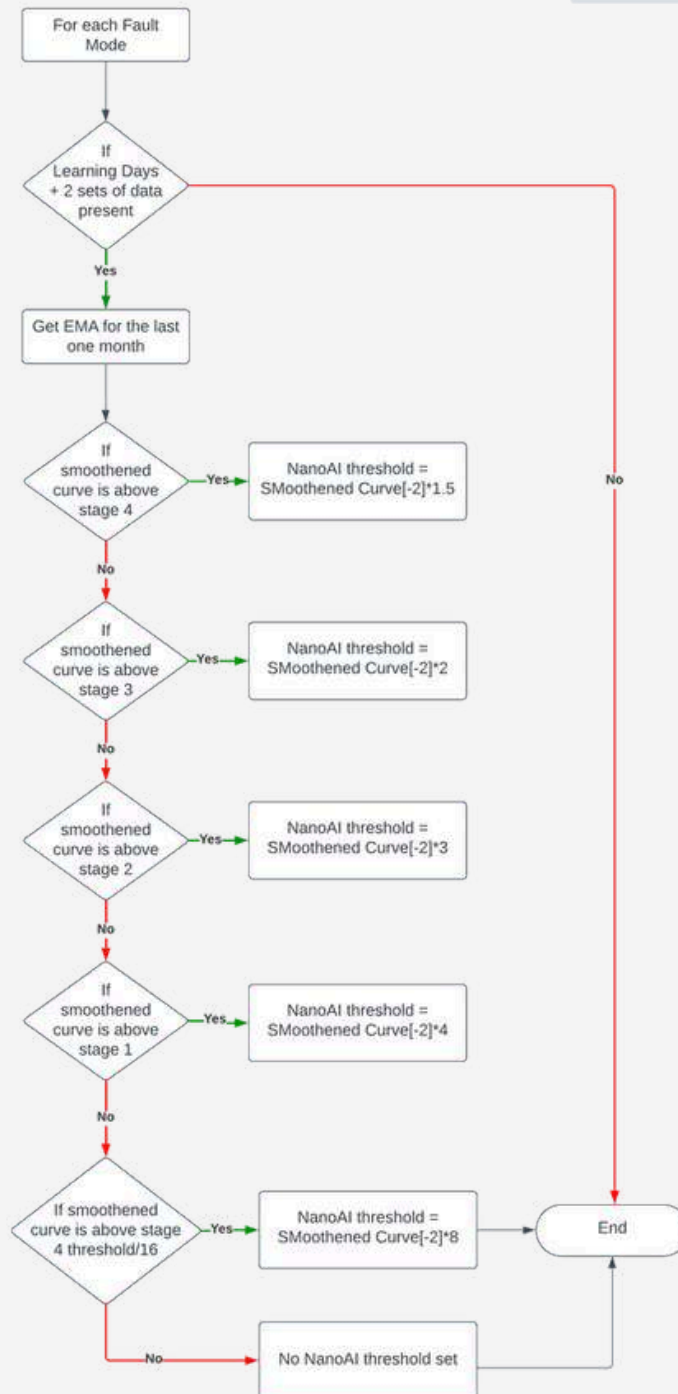 For each Fault
Mode
If
Learning Days
+ 2 sets of data
present
Yes
Get EMA for the last
one month
If
smoothened
curve is above
stage 4
Yes
NanoAI threshold =
SMoothened Curve[-2]*1.5
No
No
If
smoothened
curve is above
stage 3
Yes
NanoAI threshold =
SMoothened Curve[-2]*2
No
If
smoothened
curve is above
stage 2
Yes
NanoAI threshold =
SMoothened Curve[-2]*3
No
If
smoothened
curve is above
stage 1
Yes
NanoAI threshold =
SMoothened Curve[-2]*4
No
If smoothened
curve is above stage
4 threshold/16
Yes
NanoAI threshold =
SMoothened Curve[-2]*8
End
No
No NanoAI threshold set